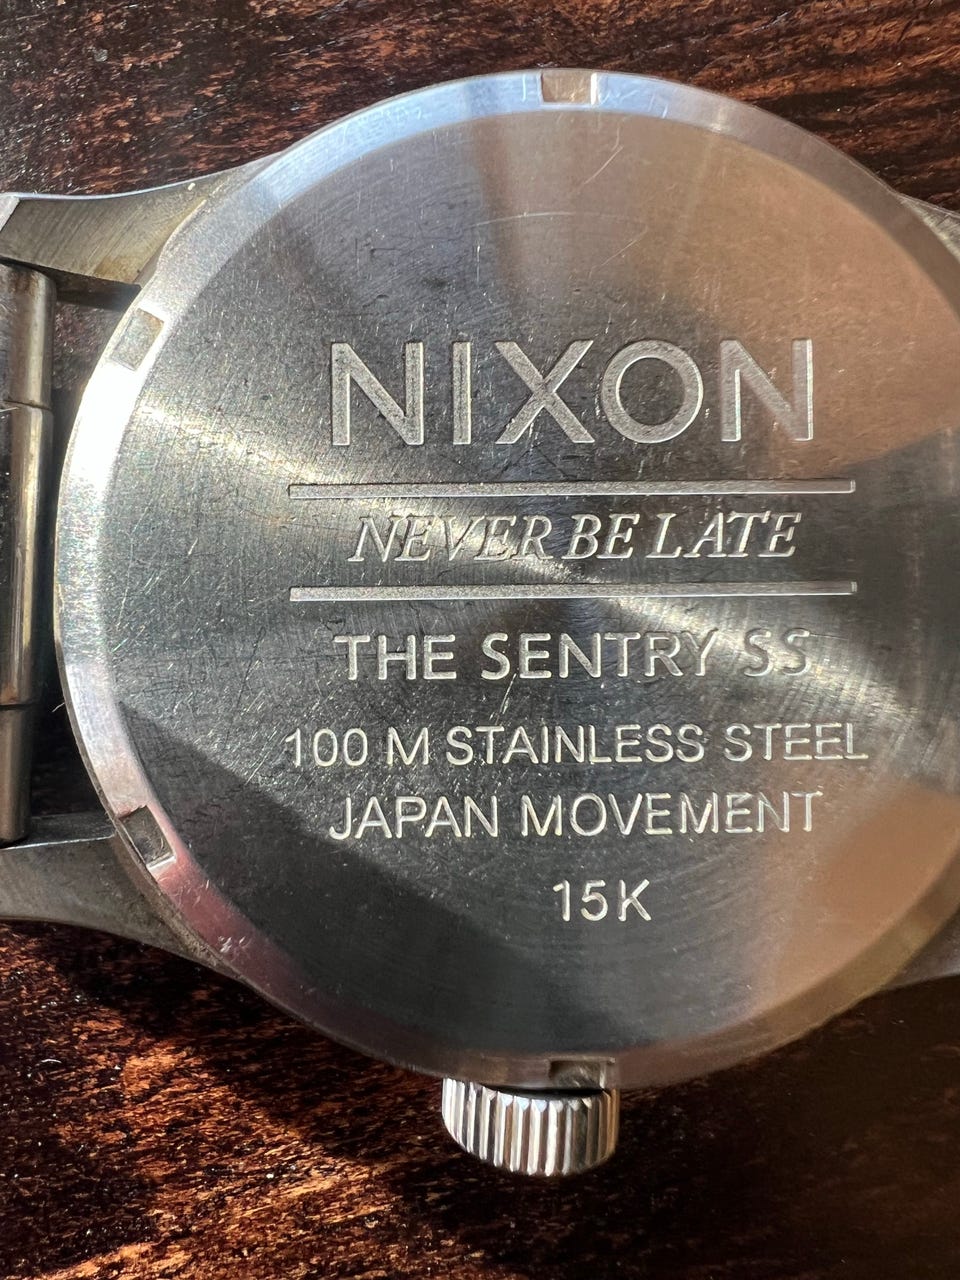 NIXON
NEVER BE LATE
THE SENTRY SS
100 M STAINLESS STEEL
JAPAN MOVEMENT
15K